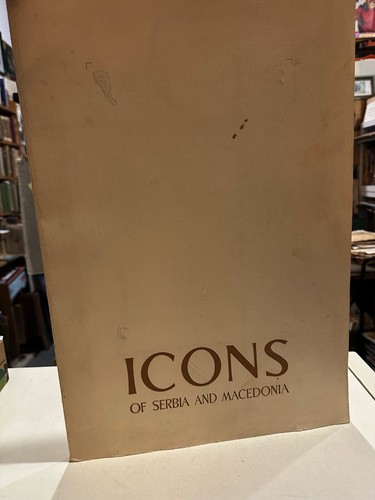 ICONS
OF SERBIA AND MACEDONIA